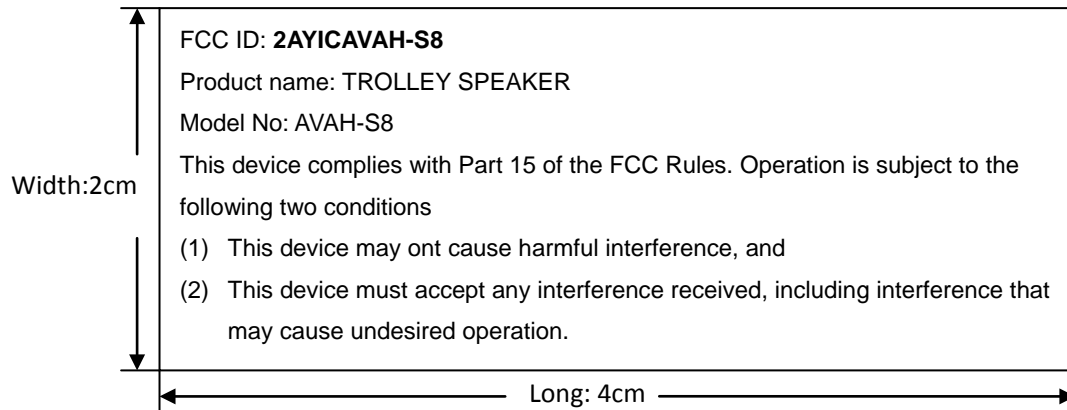 FCC ID: 2AYICAVAH-S8
Product name: TROLLEY SPEAKER
Model No: AVAH-S8
This device complies with Part 15 of the FCC Rules. Operation is subject to the
following two conditions
(1) This device may ont cause harmful interference, and
(2) This device must accept any interference received, including interference that
may cause undesired operation.
Width:2cm
Long: 4cm